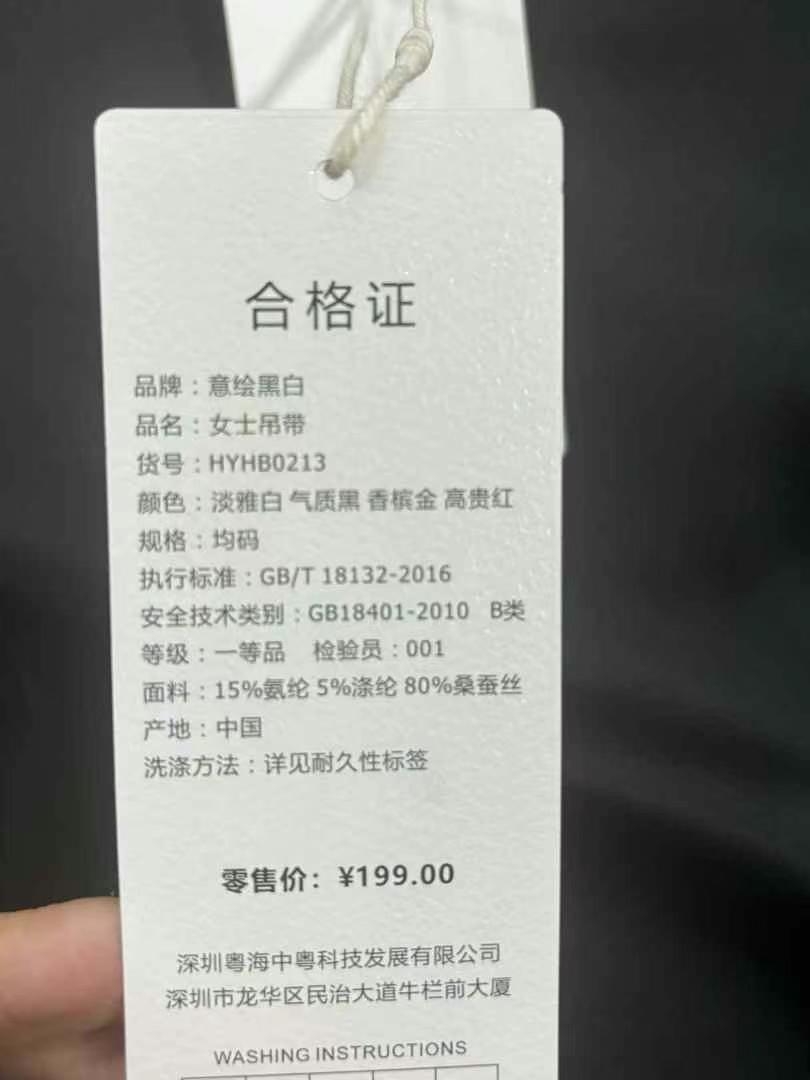 合格证
品牌：意绘黑白
品名：女士吊带
货号：HYHB0213
颜色：淡雅白 气质黑 香槟金 高贵红
规格：均码
执行标准：GB/T 18132-2016
安全技术类别：GB18401-2010 B类
等级：一等品 检验员：001
面料：15%氨纶 5%涤纶 80%桑蚕丝
产地：中国
洗涤方法：详见耐久性标签
零售价：¥199.00
深圳粤海中粤科技发展有限公司
深圳市龙华区民治大道牛栏前大厦
WASHING INSTRUCTIONS